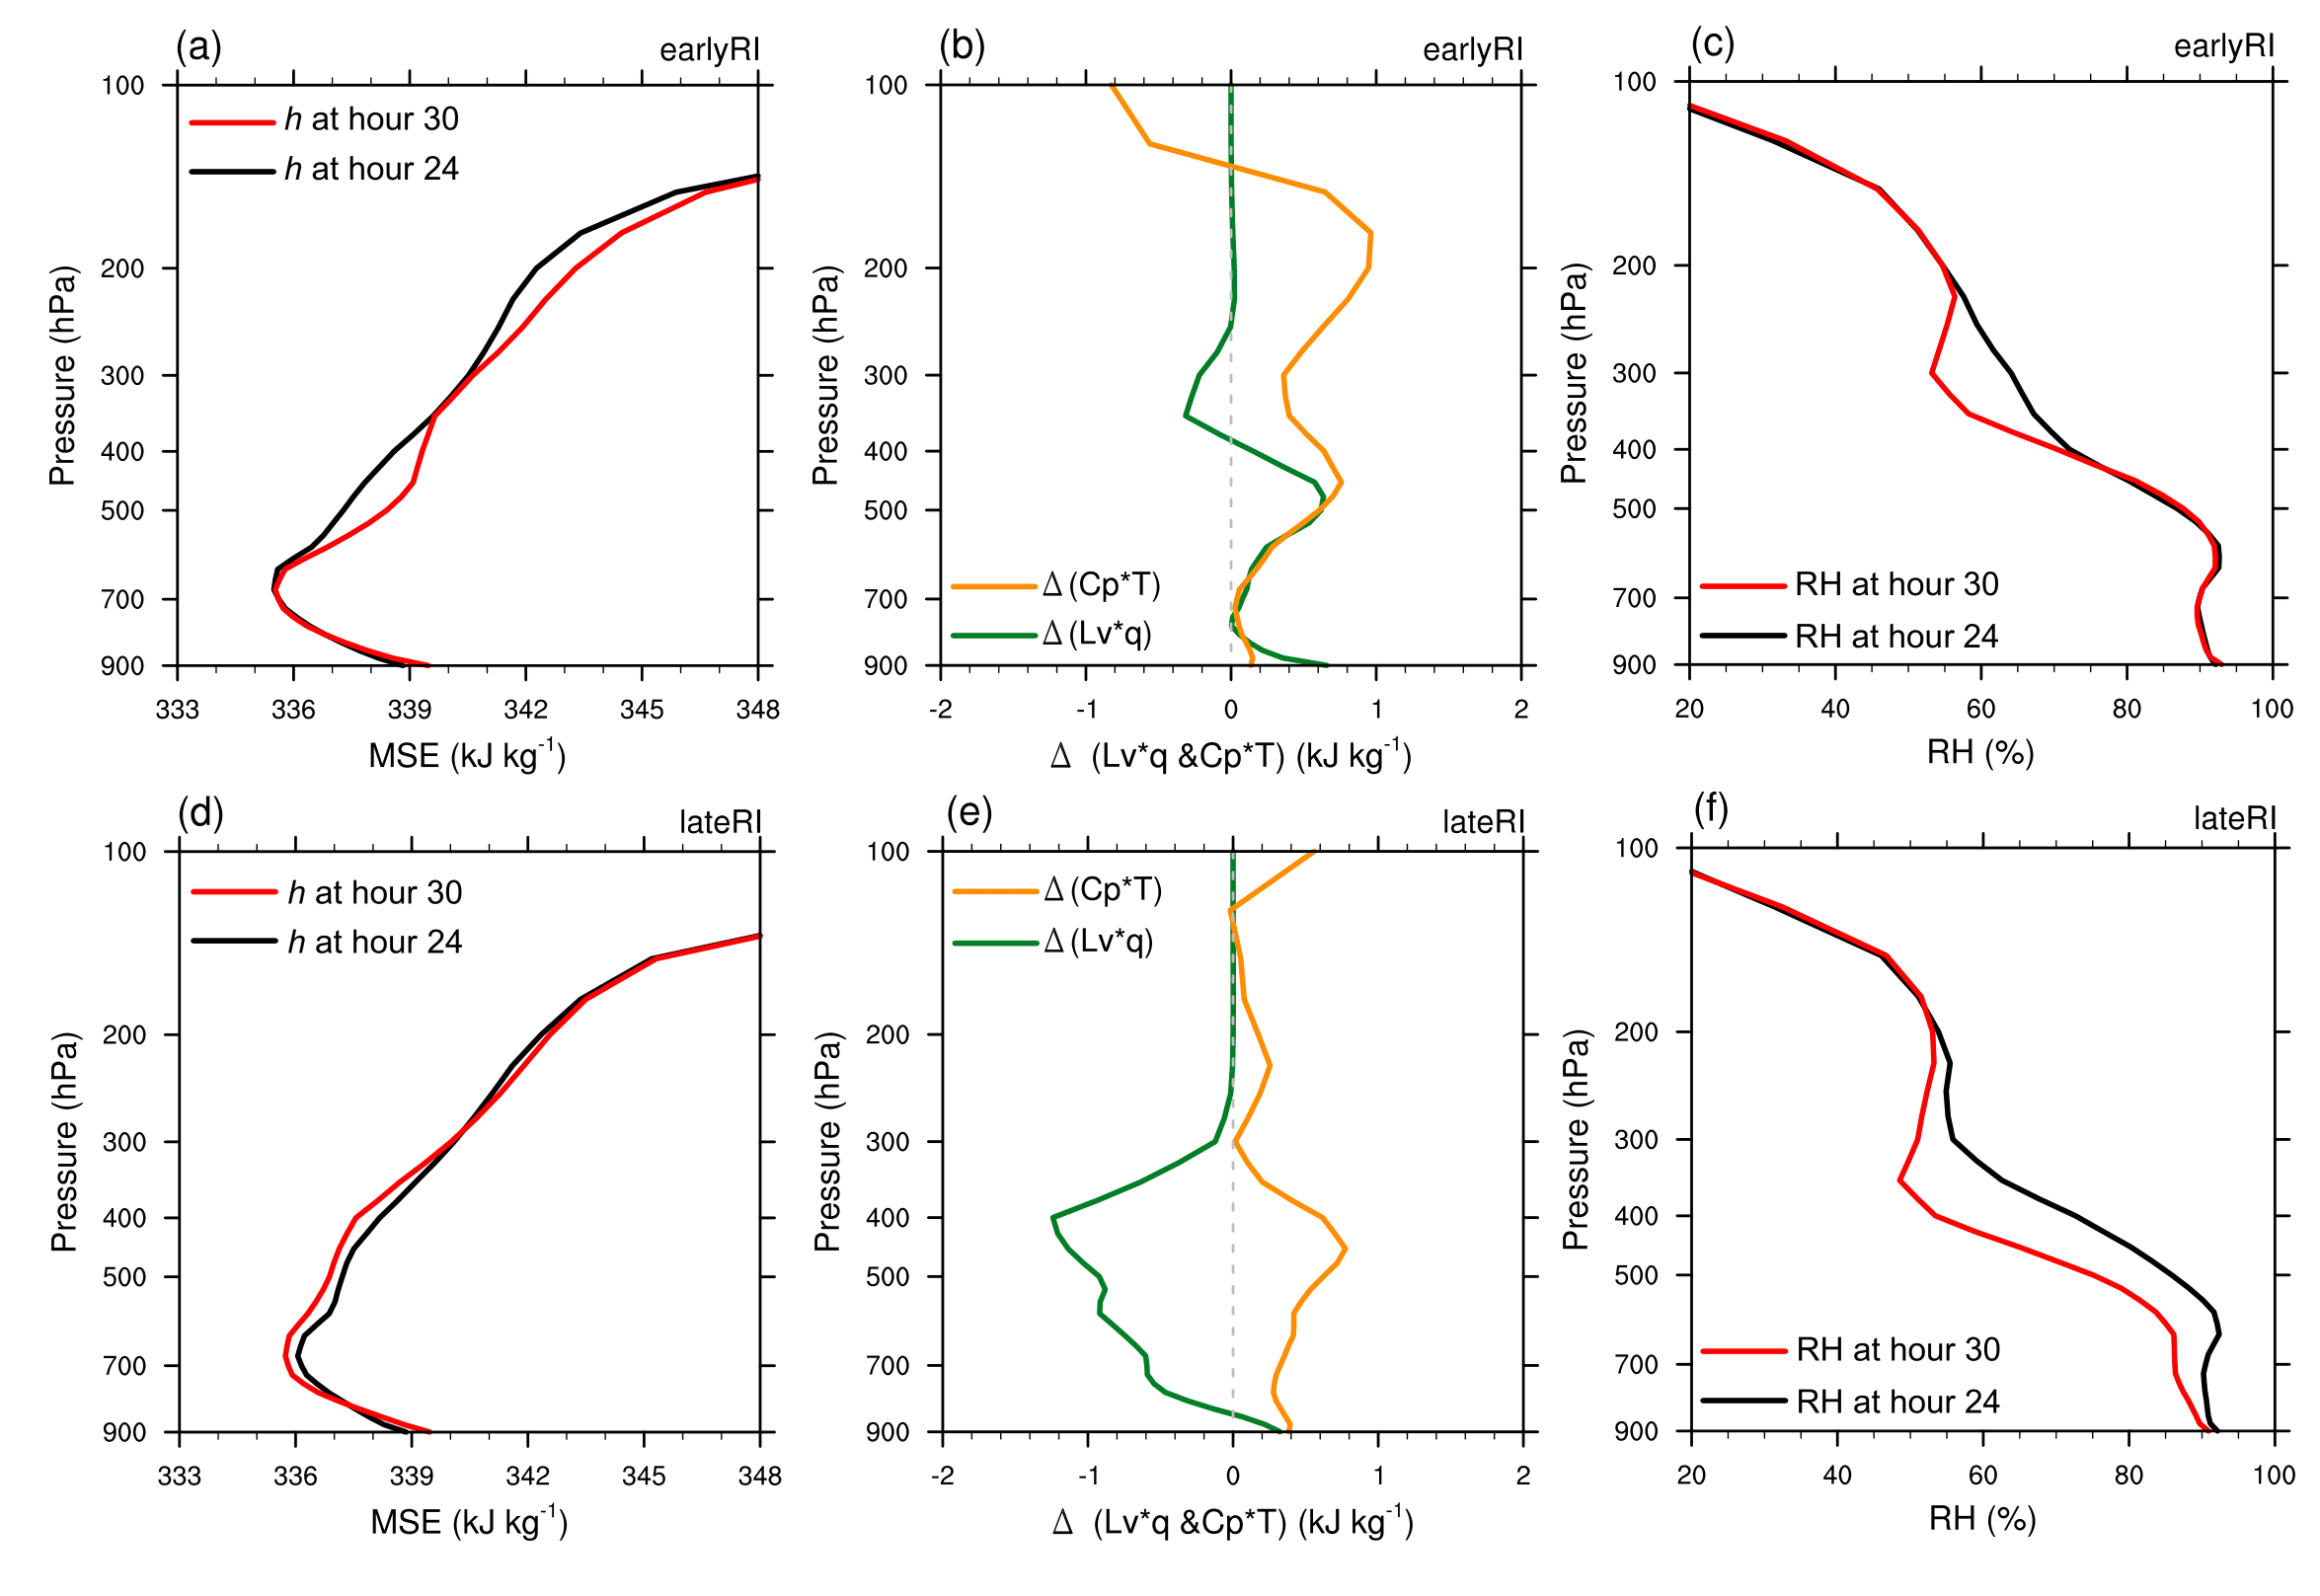 (a) earlyRI
h at hour 30
h at hour 24
100
200
300
400
500
700
900
Pressure (hPa)
333 336 339 342 345 348
MSE (kJ kg-1)
(b) earlyRI
100
200
300
400
500
700
900
Pressure (hPa)
Δ (Cp*T)
Δ (Lv*q)
-2 -1 0 1 2
Δ (Lv*q &Cp*T) (kJ kg-1)
(c) earlyRI
100
200
300
400
500
700
900
Pressure (hPa)
RH at hour 30
RH at hour 24
20 40 60 80 100
RH (%)
(d) lateRI
h at hour 30
h at hour 24
100
200
300
400
500
700
900
Pressure (hPa)
333 336 339 342 345 348
MSE (kJ kg-1)
(e) lateRI
Δ (Cp*T)
Δ (Lv*q)
100
200
300
400
500
700
900
Pressure (hPa)
-2 -1 0 1 2
Δ (Lv*q &Cp*T) (kJ kg-1)
(f) lateRI
100
200
300
400
500
700
900
Pressure (hPa)
RH at hour 30
RH at hour 24
20 40 60 80 100
RH (%)